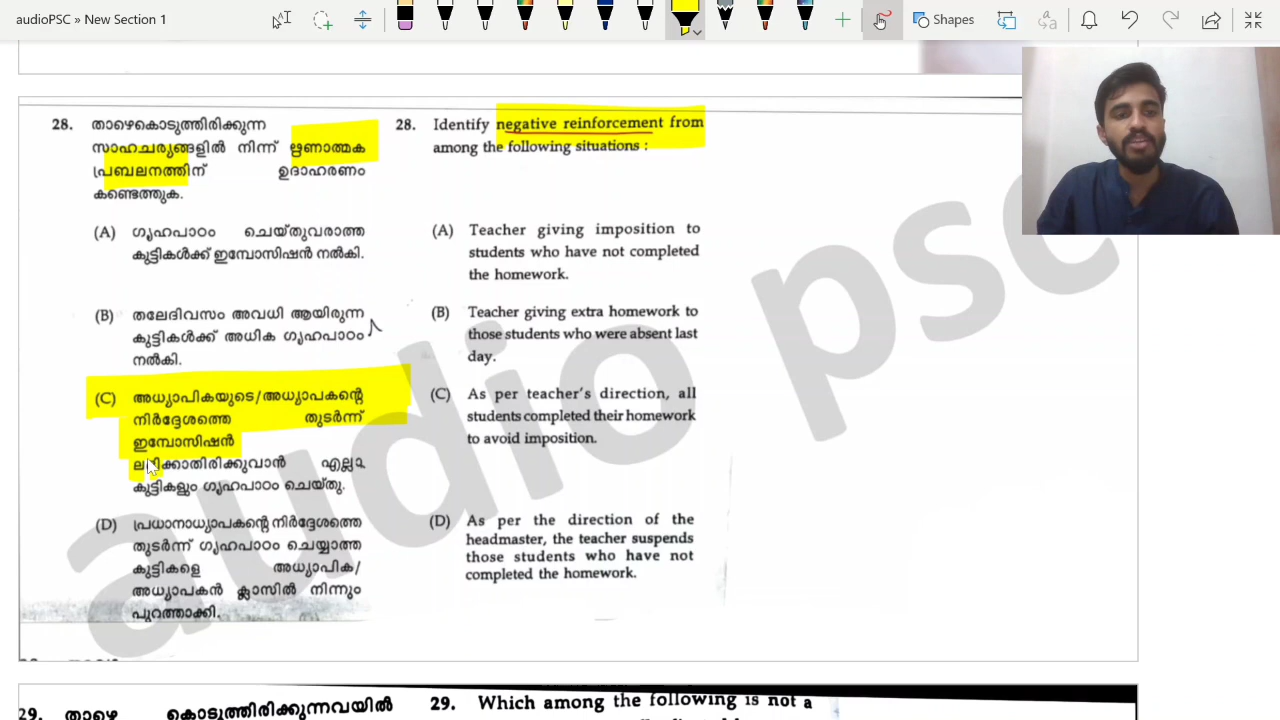 audioPSC » New Section 1
Shapes
28. താഴെകൊടുത്തിരിക്കുന്ന
സാഹചര്യങ്ങളിൽ നിന്ന് ഋണാത്മക
പ്രബലനത്തിന് ഉദാഹരണം
കണ്ടെത്തുക.
(A) ഗൃഹപാഠം ചെയ്തുവരാത്ത
കുട്ടികൾക്ക് ഇമ്പോസിഷൻ നൽകി.
(B) തലേദിവസം അവധി ആയിരുന്ന
കുട്ടികൾക്ക് അധിക ഗൃഹപാഠം
നൽകി.
(C) അധ്യാപികയുടെ/അധ്യാപകന്റെ
നിർദ്ദേശത്തെ തുടർന്ന്
ഇമ്പോസിഷൻ
ലഭിക്കാതിരിക്കുവാൻ എല്ലാ
കുട്ടികളും ഗൃഹപാഠം ചെയ്തു.
(D) പ്രധാനാധ്യാപകന്റെ നിർദ്ദേശത്തെ
തുടർന്ന് ഗൃഹപാഠം ചെയ്യാത്ത
കുട്ടികളെ അധ്യാപിക/
അധ്യാപകൻ ക്ലാസിൽ നിന്നും
പുറത്താക്കി.
28. Identify negative reinforcement from
among the following situations :
(A) Teacher giving imposition to
students who have not completed
the homework.
(B) Teacher giving extra homework to
those students who were absent last
day.
(C) As per teacher's direction, all
students completed their homework
to avoid imposition.
(D) As per the direction of the
headmaster, the teacher suspends
those students who have not
completed the homework.
audio psc
29. താഴെ കൊടുത്തിരിക്കുന്നവയിൽ
29. Which among the following is not a